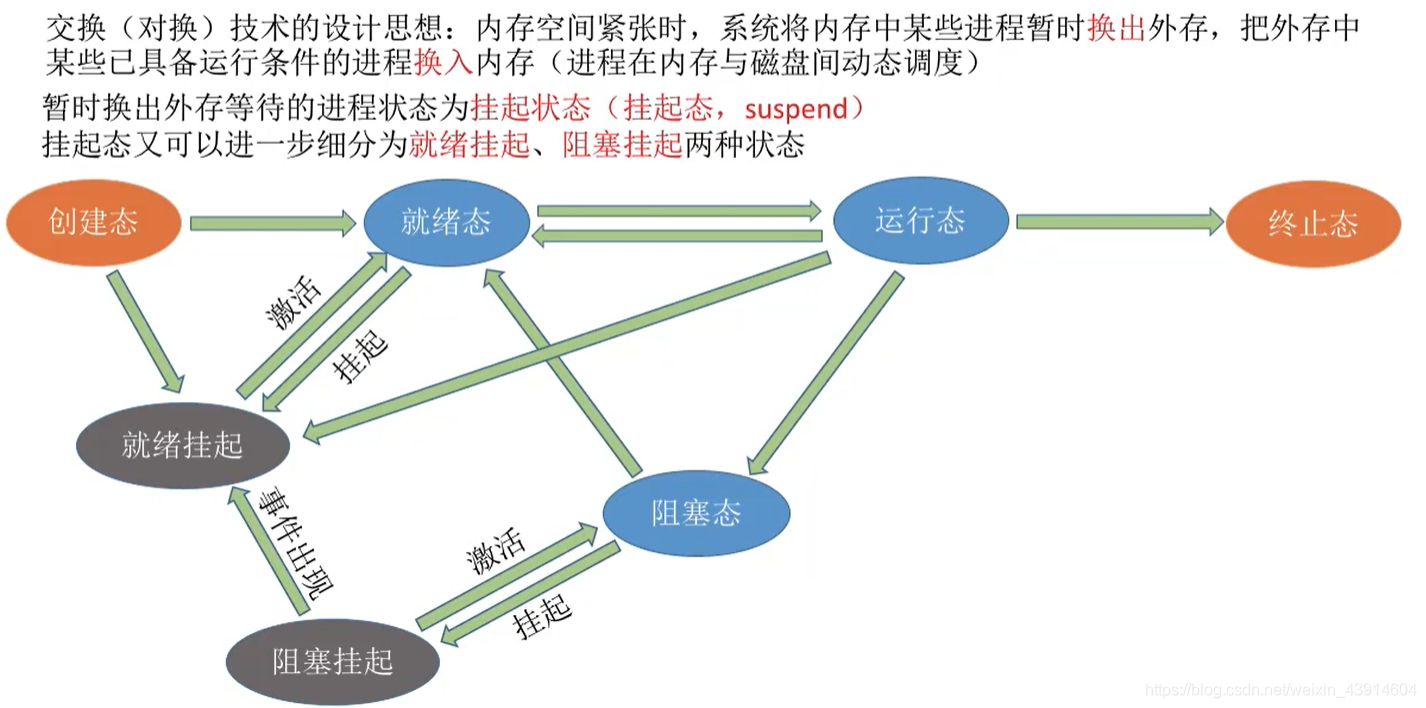 交换（对换）技术的设计思想：内存空间紧张时，系统将内存中某些进程暂时换出外存，把外存中
某些已具备运行条件的进程换入内存（进程在内存与磁盘间动态调度）
暂时换出外存等待的进程状态为挂起状态（挂起态，suspend）
挂起态又可以进一步细分为就绪挂起、阻塞挂起两种状态
创建态
就绪态
运行态
终止态
激活
挂起
就绪挂起
事件出现
阻塞态
激活
挂起
阻塞挂起
https://blog.csdn.net/weixin_43914604